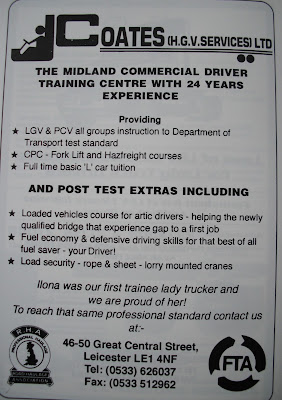 JCOATES (H.G.V. SERVICES) LTD
THE MIDLAND COMMERCIAL DRIVER
TRAINING CENTRE WITH 24 YEARS
EXPERIENCE
Providing
★ LGV & PCV all groups instruction to Department of
Transport test standard
★ CPC - Fork Lift and Hazfreight courses
★ Full time basic 'L' car tuition
AND POST TEST EXTRAS INCLUDING
★ Loaded vehicles course for artic drivers - helping the newly
qualified bridge that experience gap to a first job
★ Fuel economy & defensive driving skills for that best of all
fuel saver - your Driver!
★ Load security - rope & sheet - lorry mounted cranes
Ilona was our first trainee lady trucker and
we are proud of her!
To reach that same professional standard contact us
at:-
46-50 Great Central Street,
Leicester LE1 4NF
Tel: (0533) 626037
Fax: (0533 512962
R.H.A.
PROFESSIONAL HAULIER
ROAD HAULAGE
ASSOCIATION
FTA